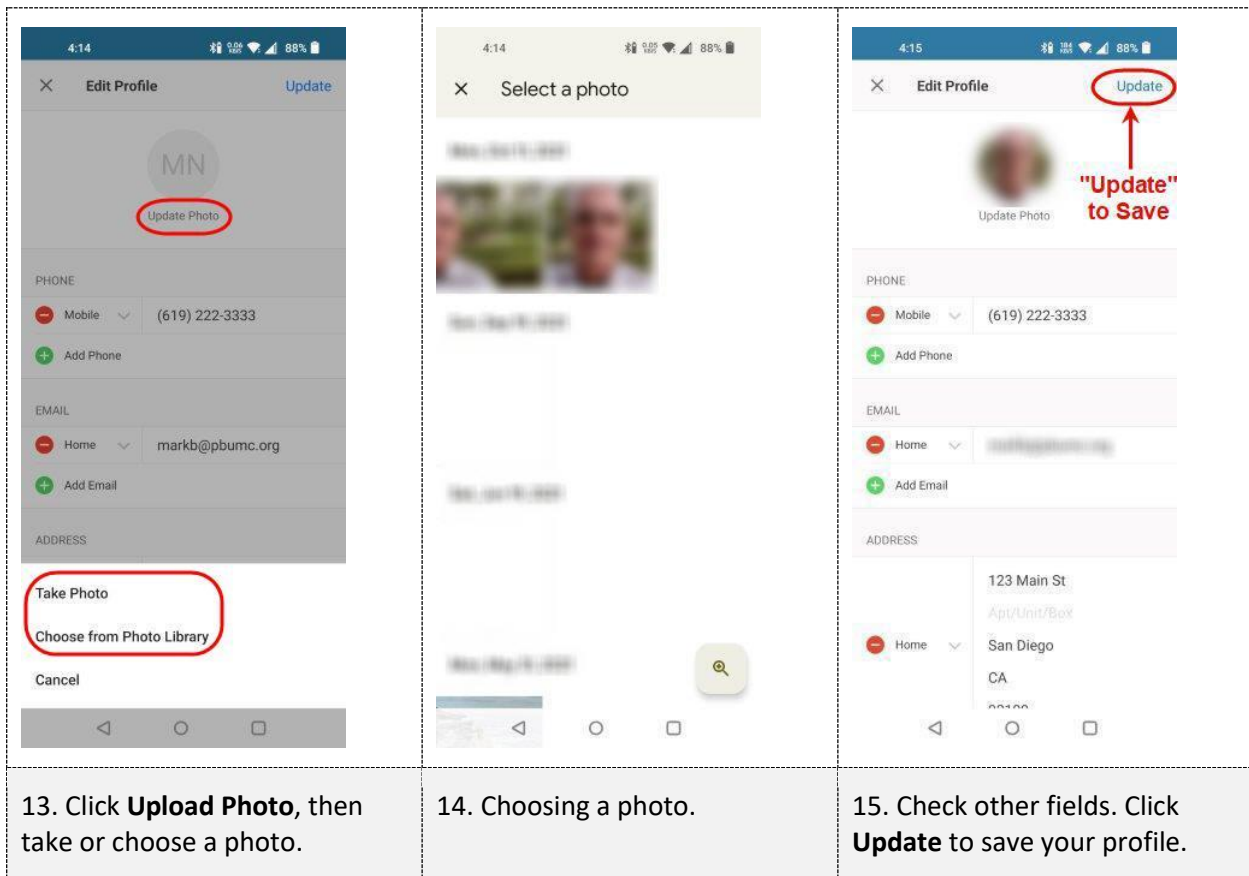 4:14 88%
Edit Profile Update
MN
Update Photo
PHONE
Mobile (619) 222-3333
Add Phone
EMAIL
Home markb@pbumc.org
Add Email
ADDRESS
Take Photo
Choose from Photo Library
Cancel
13. Click Upload Photo, then
take or choose a photo.
4:14 88%
Select a photo
14. Choosing a photo.
4:15 88%
Edit Profile Update
"Update"
to Save
Update Photo
PHONE
Mobile (619) 222-3333
Add Phone
EMAIL
Home
Add Email
ADDRESS
123 Main St
Apt/Unit/Box
Home San Diego
CA
15. Check other fields. Click
Update to save your profile.